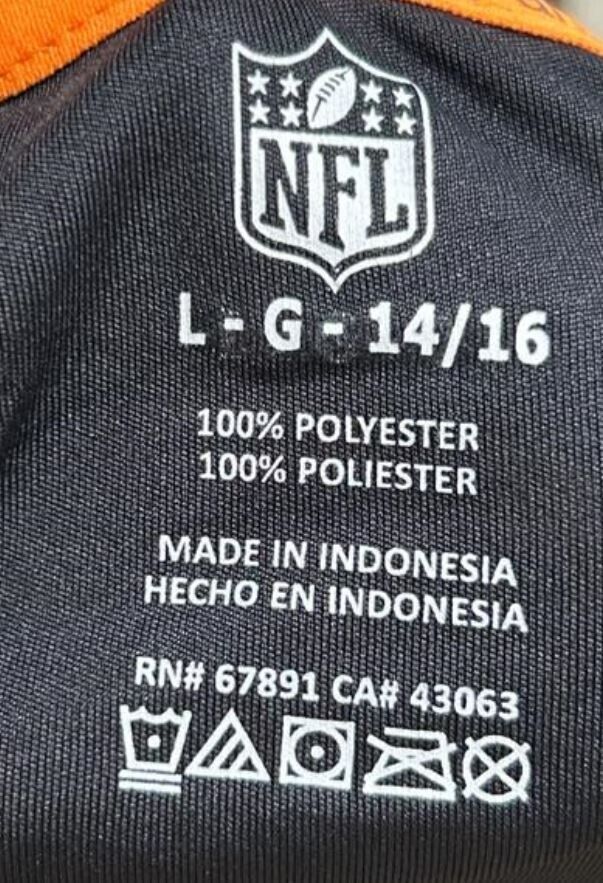 NFL
L - G - 14/16
100% POLYESTER
100% POLIESTER
MADE IN INDONESIA
HECHO EN INDONESIA
RN# 67891 CA# 43063